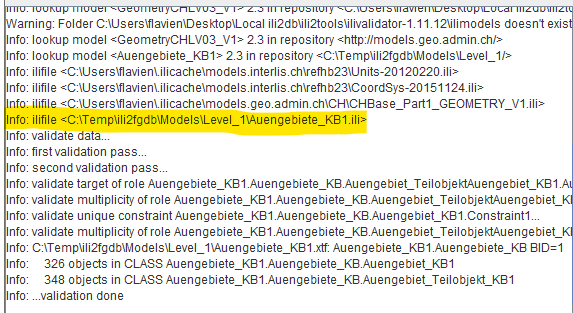 Info: lookup model <GeometryCHLV03_V1> 2.3 in repository <C:\Users\flavien\Desktop\Local ili2db\ili2tools\ili
Warning: Folder C:\Users\flavien\Desktop\Local ili2db\ili2tools\ilivalidator-1.11.12\ilimodels doesn't exist
Info: lookup model <GeometryCHLV03_V1> 2.3 in repository <http://models.geo.admin.ch/>
Info: lookup model <Auengebiete_KB1> 2.3 in repository <C:\Temp\ili2fgdb\Models\Level_1/>
Info: ilifile <C:\Users\flavien\.ilicache\models.interlis.ch\refhb23\Units-20120220.ili>
Info: ilifile <C:\Users\flavien\.ilicache\models.interlis.ch\refhb23\CoordSys-20151124.ili>
Info: ilifile <C:\Users\flavien\.ilicache\models.geo.admin.ch\CH\CHBase_Part1_GEOMETRY_V1.ili>
Info: ilifile <C:\Temp\ili2fgdb\Models\Level_1\Auengebiete_KB1.ili>
Info: validate data...
Info: first validation pass...
Info: second validation pass...
Info: validate target of role Auengebiete_KB1.Auengebiete_KB.Auengebiet_TeilobjektAuengebiet_KB1.Au
Info: validate multiplicity of role Auengebiete_KB1.Auengebiete_KB.Auengebiet_TeilobjektAuengebiet_KB1
Info: validate unique constraint Auengebiete_KB1.Auengebiete_KB.Auengebiet_KB1.Constraint1...
Info: validate multiplicity of role Auengebiete_KB1.Auengebiete_KB.Auengebiet_TeilobjektAuengebiet_KB1
Info: C:\Temp\ili2fgdb\Models\Level_1\Auengebiete_KB1.xtf: Auengebiete_KB1.Auengebiete_KB BID=1
Info: 326 objects in CLASS Auengebiete_KB1.Auengebiete_KB.Auengebiet_KB1
Info: 348 objects in CLASS Auengebiete_KB1.Auengebiete_KB.Auengebiet_Teilobjekt_KB1
Info: ...validation done